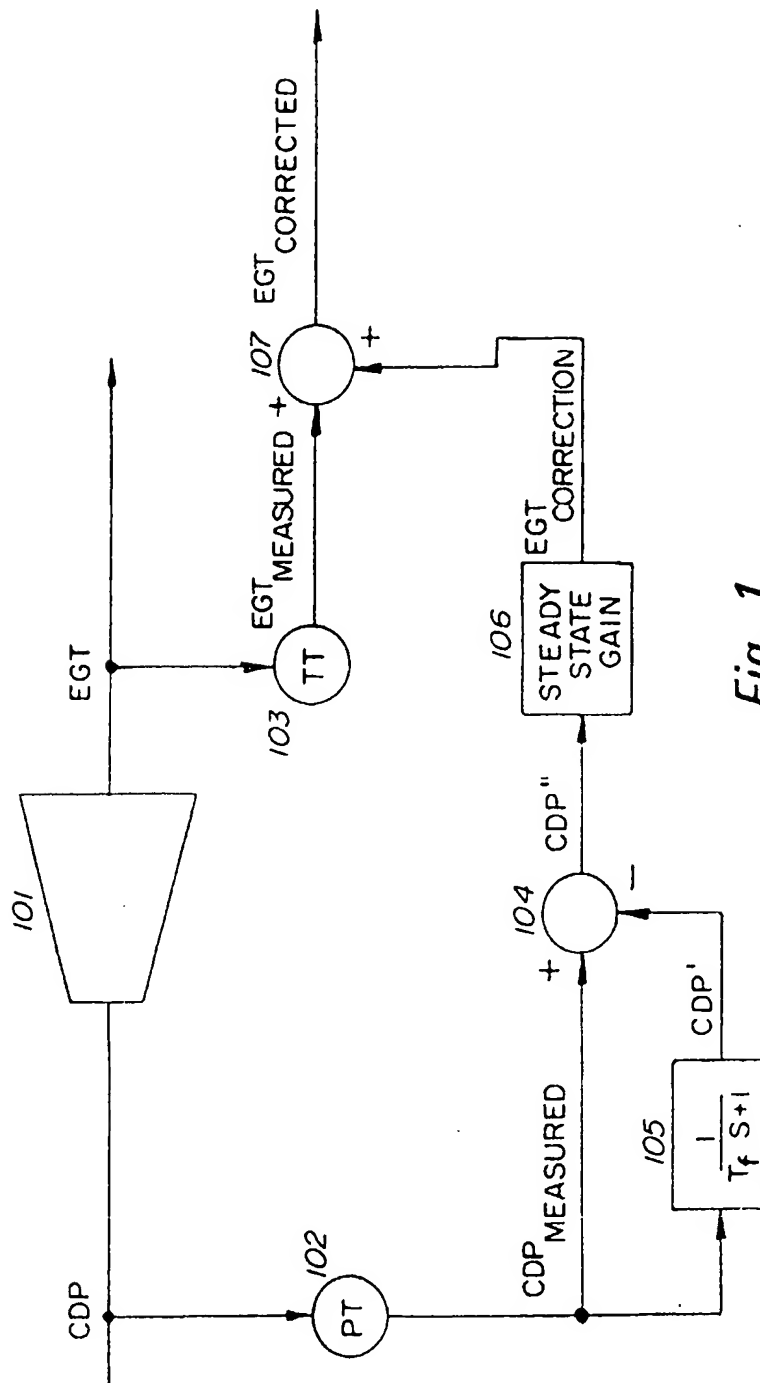 CDP
101
EGT
102
PT
103
TT
EGT MEASURED
+
107
EGT CORRECTED
+
CDP MEASURED
+
104
−
CDP"
106
STEADY
STATE
GAIN
EGT CORRECTION
105
1
Tf S+1
CDP'
Fig. 1